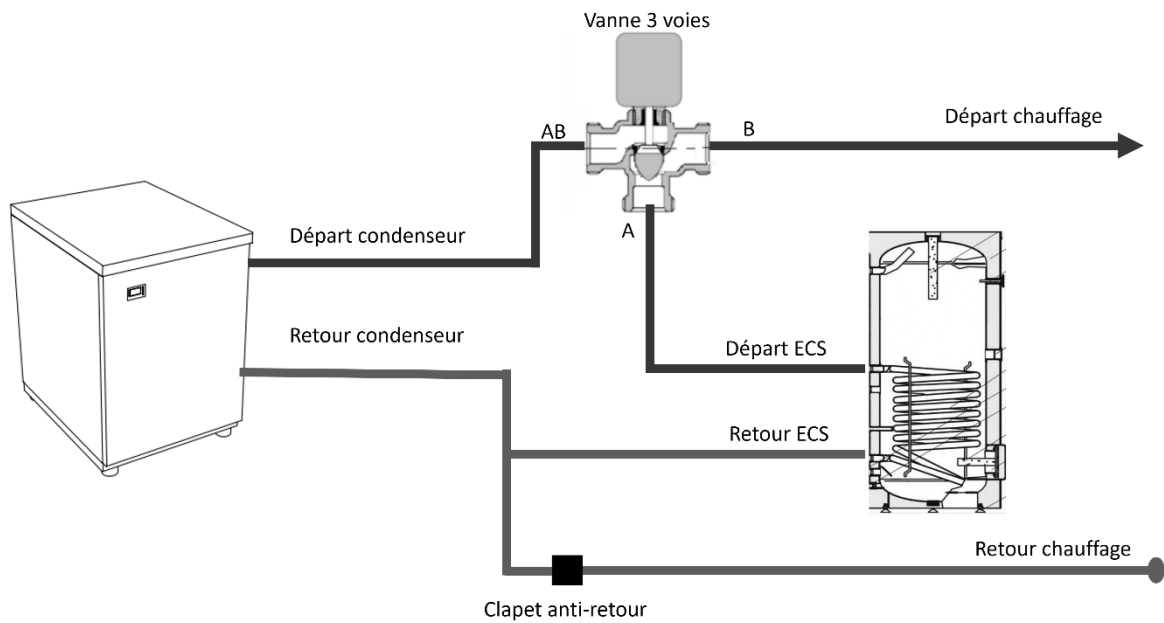 Vanne 3 voies
AB
B
Départ chauffage
Départ condenseur
A
Retour condenseur
Départ ECS
Retour ECS
Retour chauffage
Clapet anti-retour